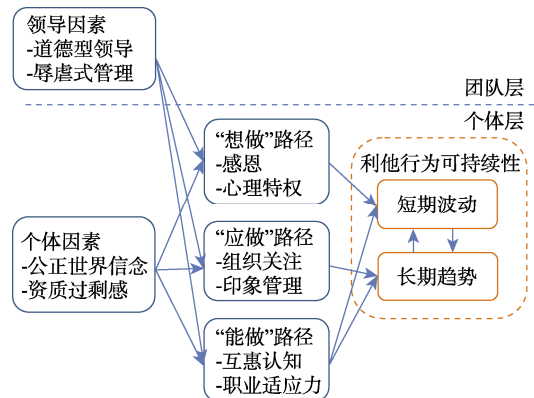 领导因素
-道德型领导
-辱虐式管理
团队层
个体层
“想做”路径
-感恩
-心理特权
利他行为可持续性
短期波动
个体因素
-公正世界信念
-资质过剩感
“应做”路径
-组织关注
-印象管理
长期趋势
“能做”路径
-互惠认知
-职业适应力